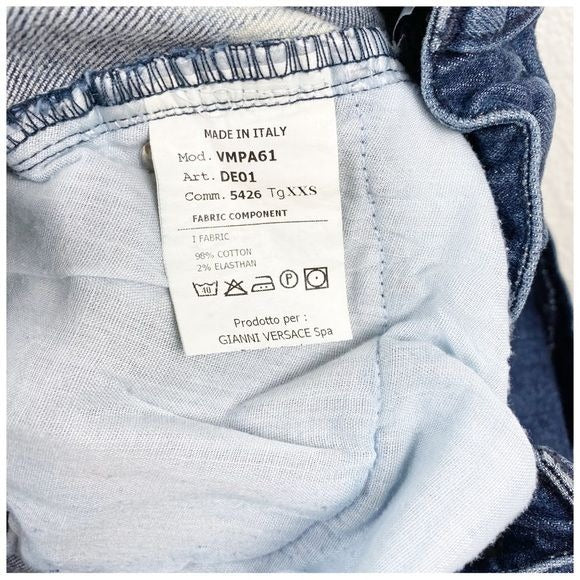 MADE IN ITALY
Mod. VMPA61
Art. DE01
Comm. 5426 TgXXS
FABRIC COMPONENT
I FABRIC
98% COTTON
2% ELASTHAN
P
Prodotto per :
GIANNI VERSACE Spa